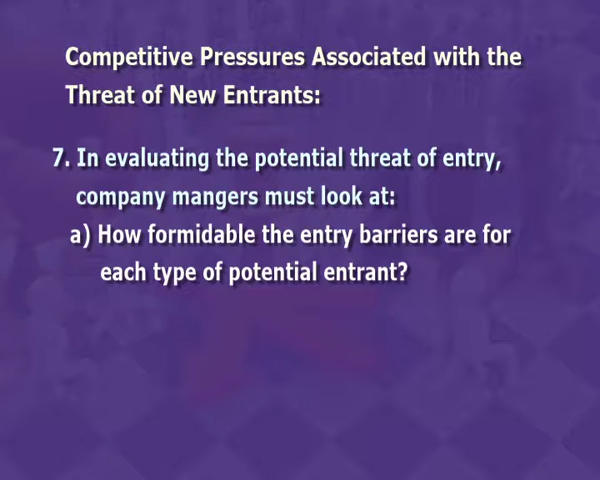 Competitive Pressures Associated with the
Threat of New Entrants:
7. In evaluating the potential threat of entry,
company mangers must look at:
a) How formidable the entry barriers are for
each type of potential entrant?